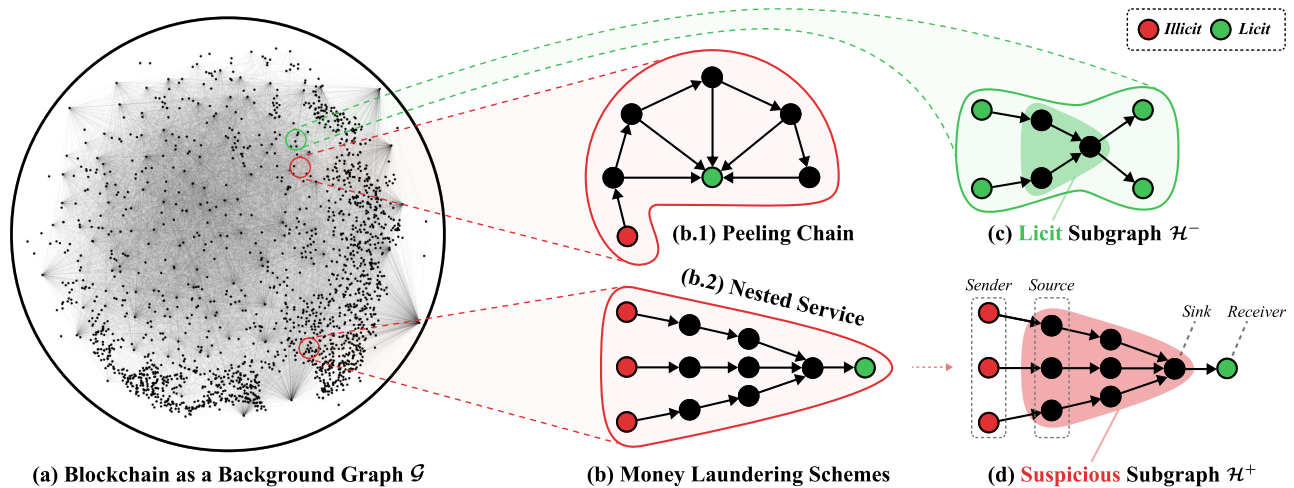 Illicit Licit
(b.1) Peeling Chain
(c) Licit Subgraph ℋ⁻
(b.2) Nested Service
Sender Source
Sink Receiver
(a) Blockchain as a Background Graph 𝒢
(b) Money Laundering Schemes
(d) Suspicious Subgraph ℋ⁺